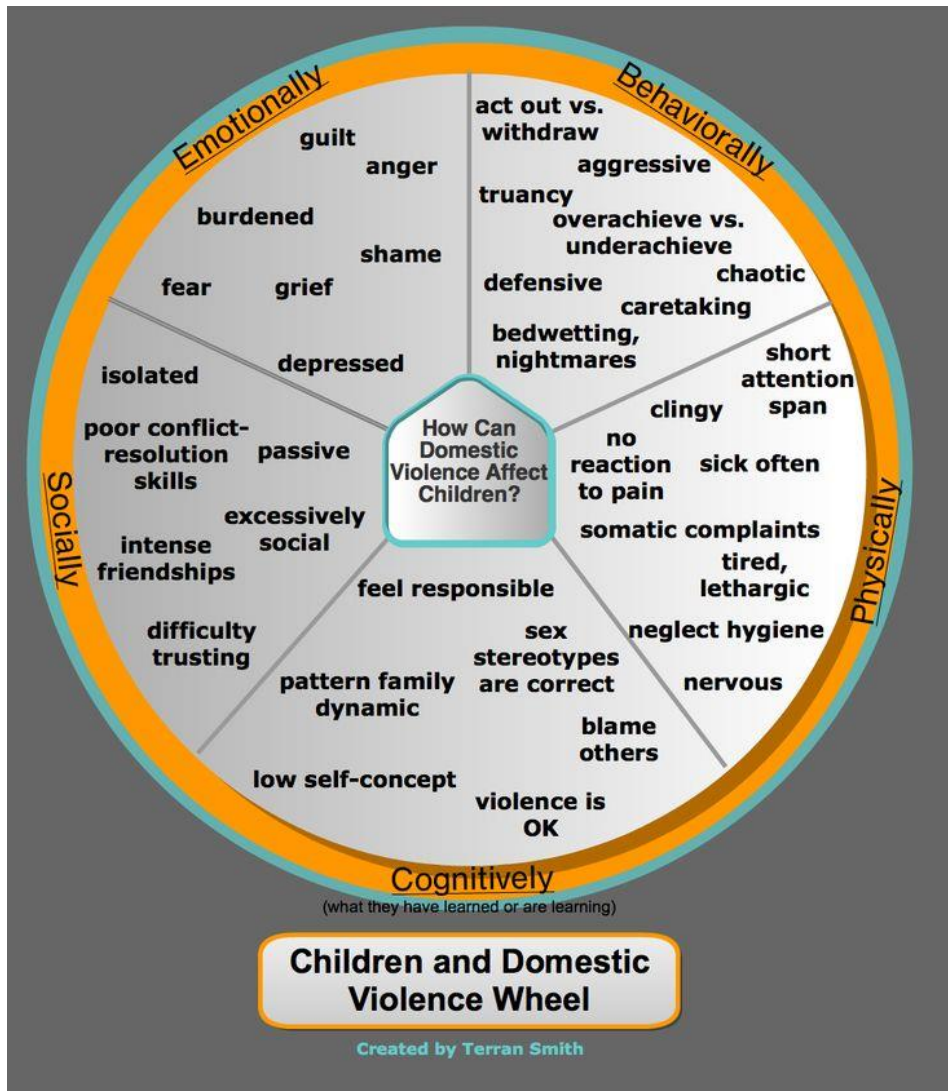 Emotionally
guilt
anger
burdened
shame
fear
grief
depressed
Behaviorally
act out vs.
withdraw
aggressive
truancy
overachieve vs.
underachieve
chaotic
defensive
caretaking
bedwetting,
nightmares
Physically
short
attention
span
clingy
no
reaction
to pain
sick often
somatic complaints
tired,
lethargic
neglect hygiene
nervous
Cognitively
(what they have learned or are learning)
feel responsible
sex
stereotypes
are correct
pattern family
dynamic
blame
others
low self-concept
violence is
OK
Socially
isolated
poor conflict-
resolution
skills
passive
excessively
social
intense
friendships
difficulty
trusting
How Can
Domestic
Violence Affect
Children?
Children and Domestic
Violence Wheel
Created by Terran Smith